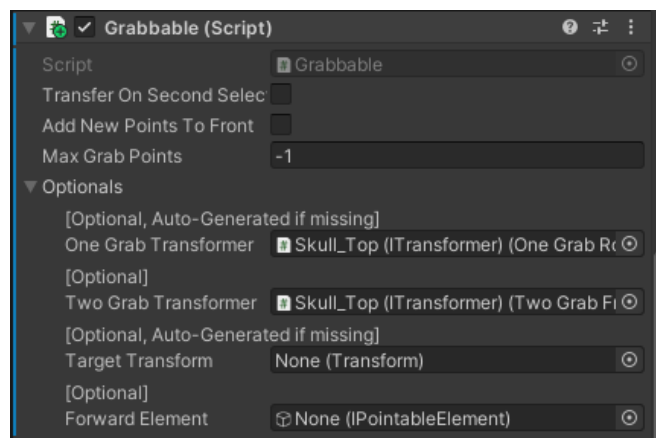 Grabbable (Script)
Script Grabbable
Transfer On Second Selec
Add New Points To Front
Max Grab Points -1
Optionals
[Optional, Auto-Generated if missing]
One Grab Transformer Skull_Top (ITransformer) (One Grab Ro
[Optional]
Two Grab Transformer Skull_Top (ITransformer) (Two Grab Fr
[Optional, Auto-Generated if missing]
Target Transform None (Transform)
[Optional]
Forward Element None (IPointableElement)